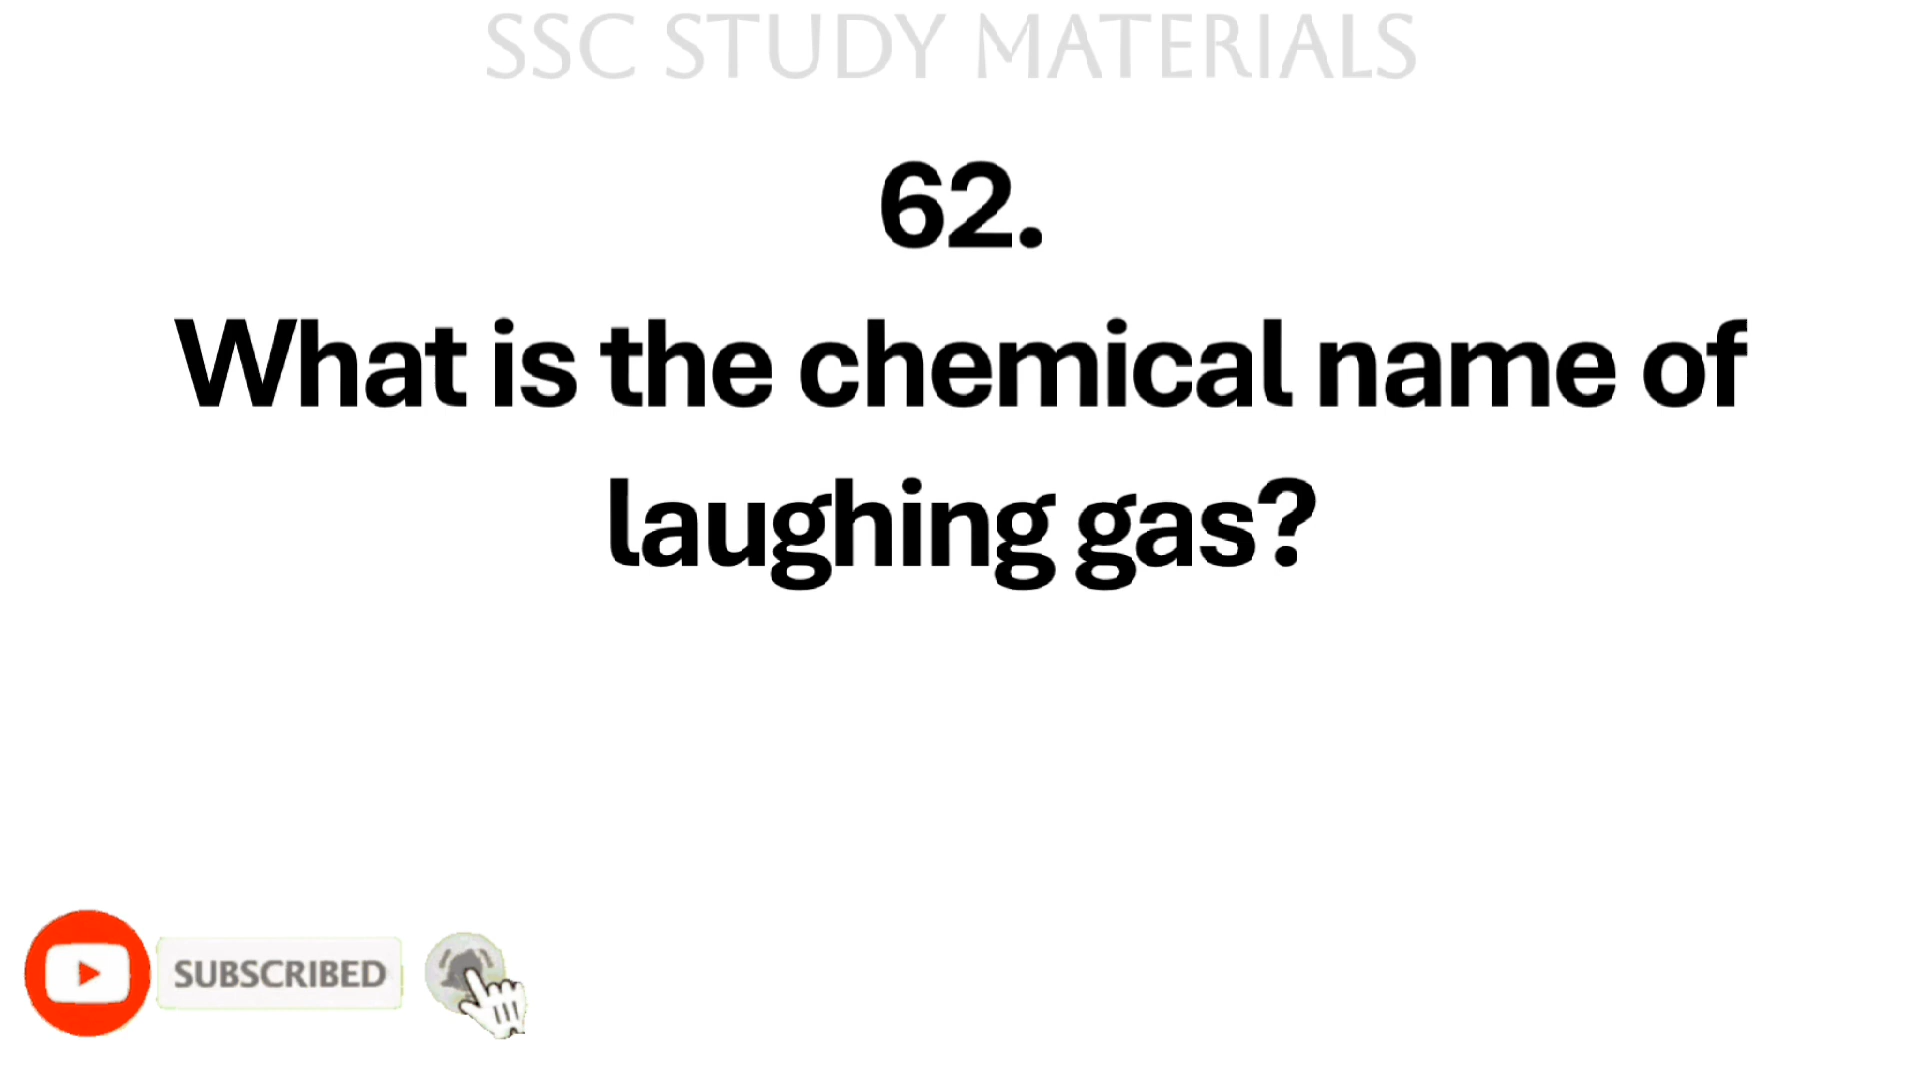 SSC STUDY MATERIALS
62.
What is the chemical name of
laughing gas?
SUBSCRIBED